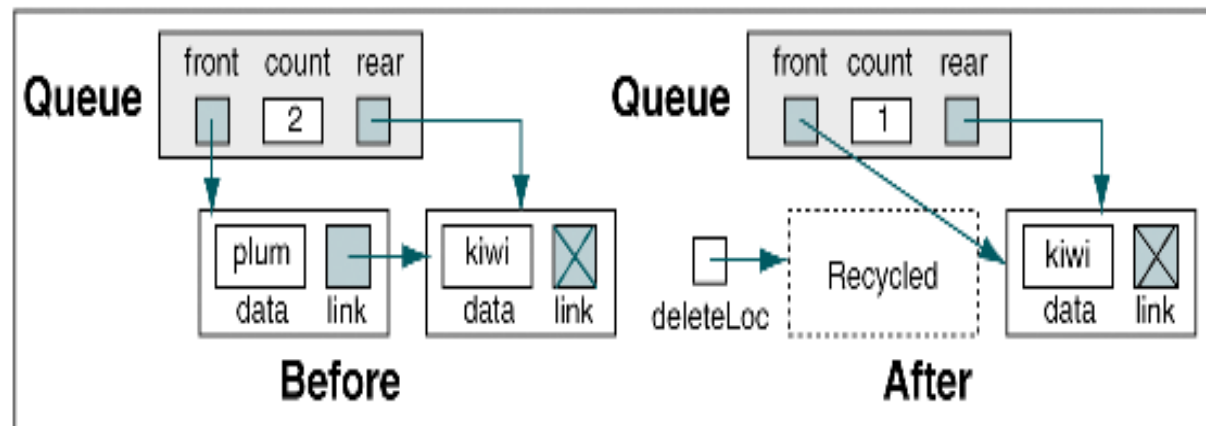 front count rear front count rear
Queue 2 Queue 1
plum kiwi kiwi
Recycled
data link data link deleteLoc data link
Before After